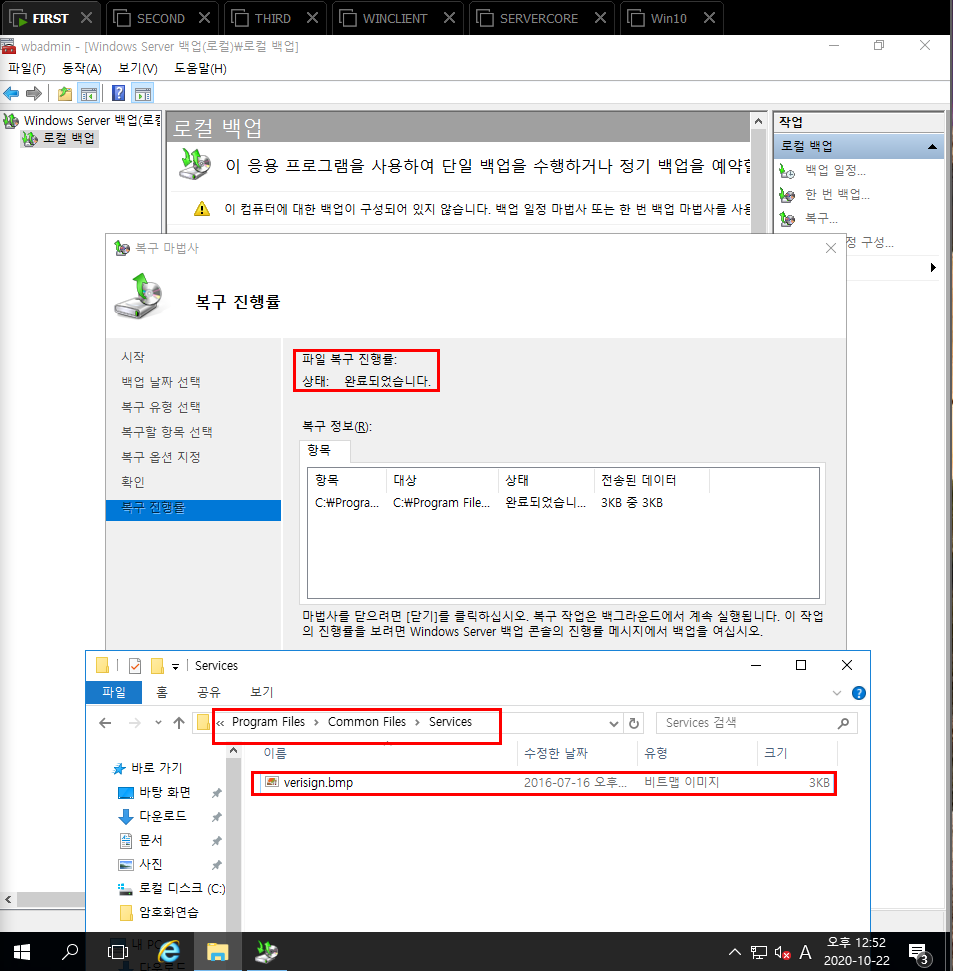 FIRST
SECOND
THIRD
WINCLIENT
SERVERCORE
Win10
wbadmin - [Windows Server 백업(로컬)\로컬 백업]
파일(F) 동작(A) 보기(V) 도움말(H)
Windows Server 백업(로컬
로컬 백업
로컬 백업
이 응용 프로그램을 사용하여 단일 백업을 수행하거나 정기 백업을 예약할
이 컴퓨터에 대한 백업이 구성되어 있지 않습니다. 백업 일정 마법사 또는 한 번 백업 마법사를 사용
작업
로컬 백업
백업 일정...
한 번 백업...
복구...
정 구성...
복구 마법사
복구 진행률
시작
백업 날짜 선택
복구 유형 선택
복구할 항목 선택
복구 옵션 지정
확인
복구 진행률
파일 복구 진행률:
상태: 완료되었습니다.
복구 정보(R):
항목
항목 대상 상태 전송된 데이터
C:\Progra... C:\Program File... 완료되었습니... 3KB 중 3KB
마법사를 닫으려면 [닫기]를 클릭하십시오. 복구 작업은 백그라운드에서 계속 실행됩니다. 이 작업
의 진행률을 보려면 Windows Server 백업 콘솔의 진행률 메시지에서 백업을 여십시오.
Services
파일 홈 공유 보기
« Program Files › Common Files › Services
Services 검색
이름 수정한 날짜 유형 크기
verisign.bmp 2016-07-16 오후... 비트맵 이미지 3KB
바로 가기
바탕 화면
다운로드
문서
사진
로컬 디스크 (C:)
암호화연습
내 PC
다운로드
A
오후 12:52
2020-10-22
3